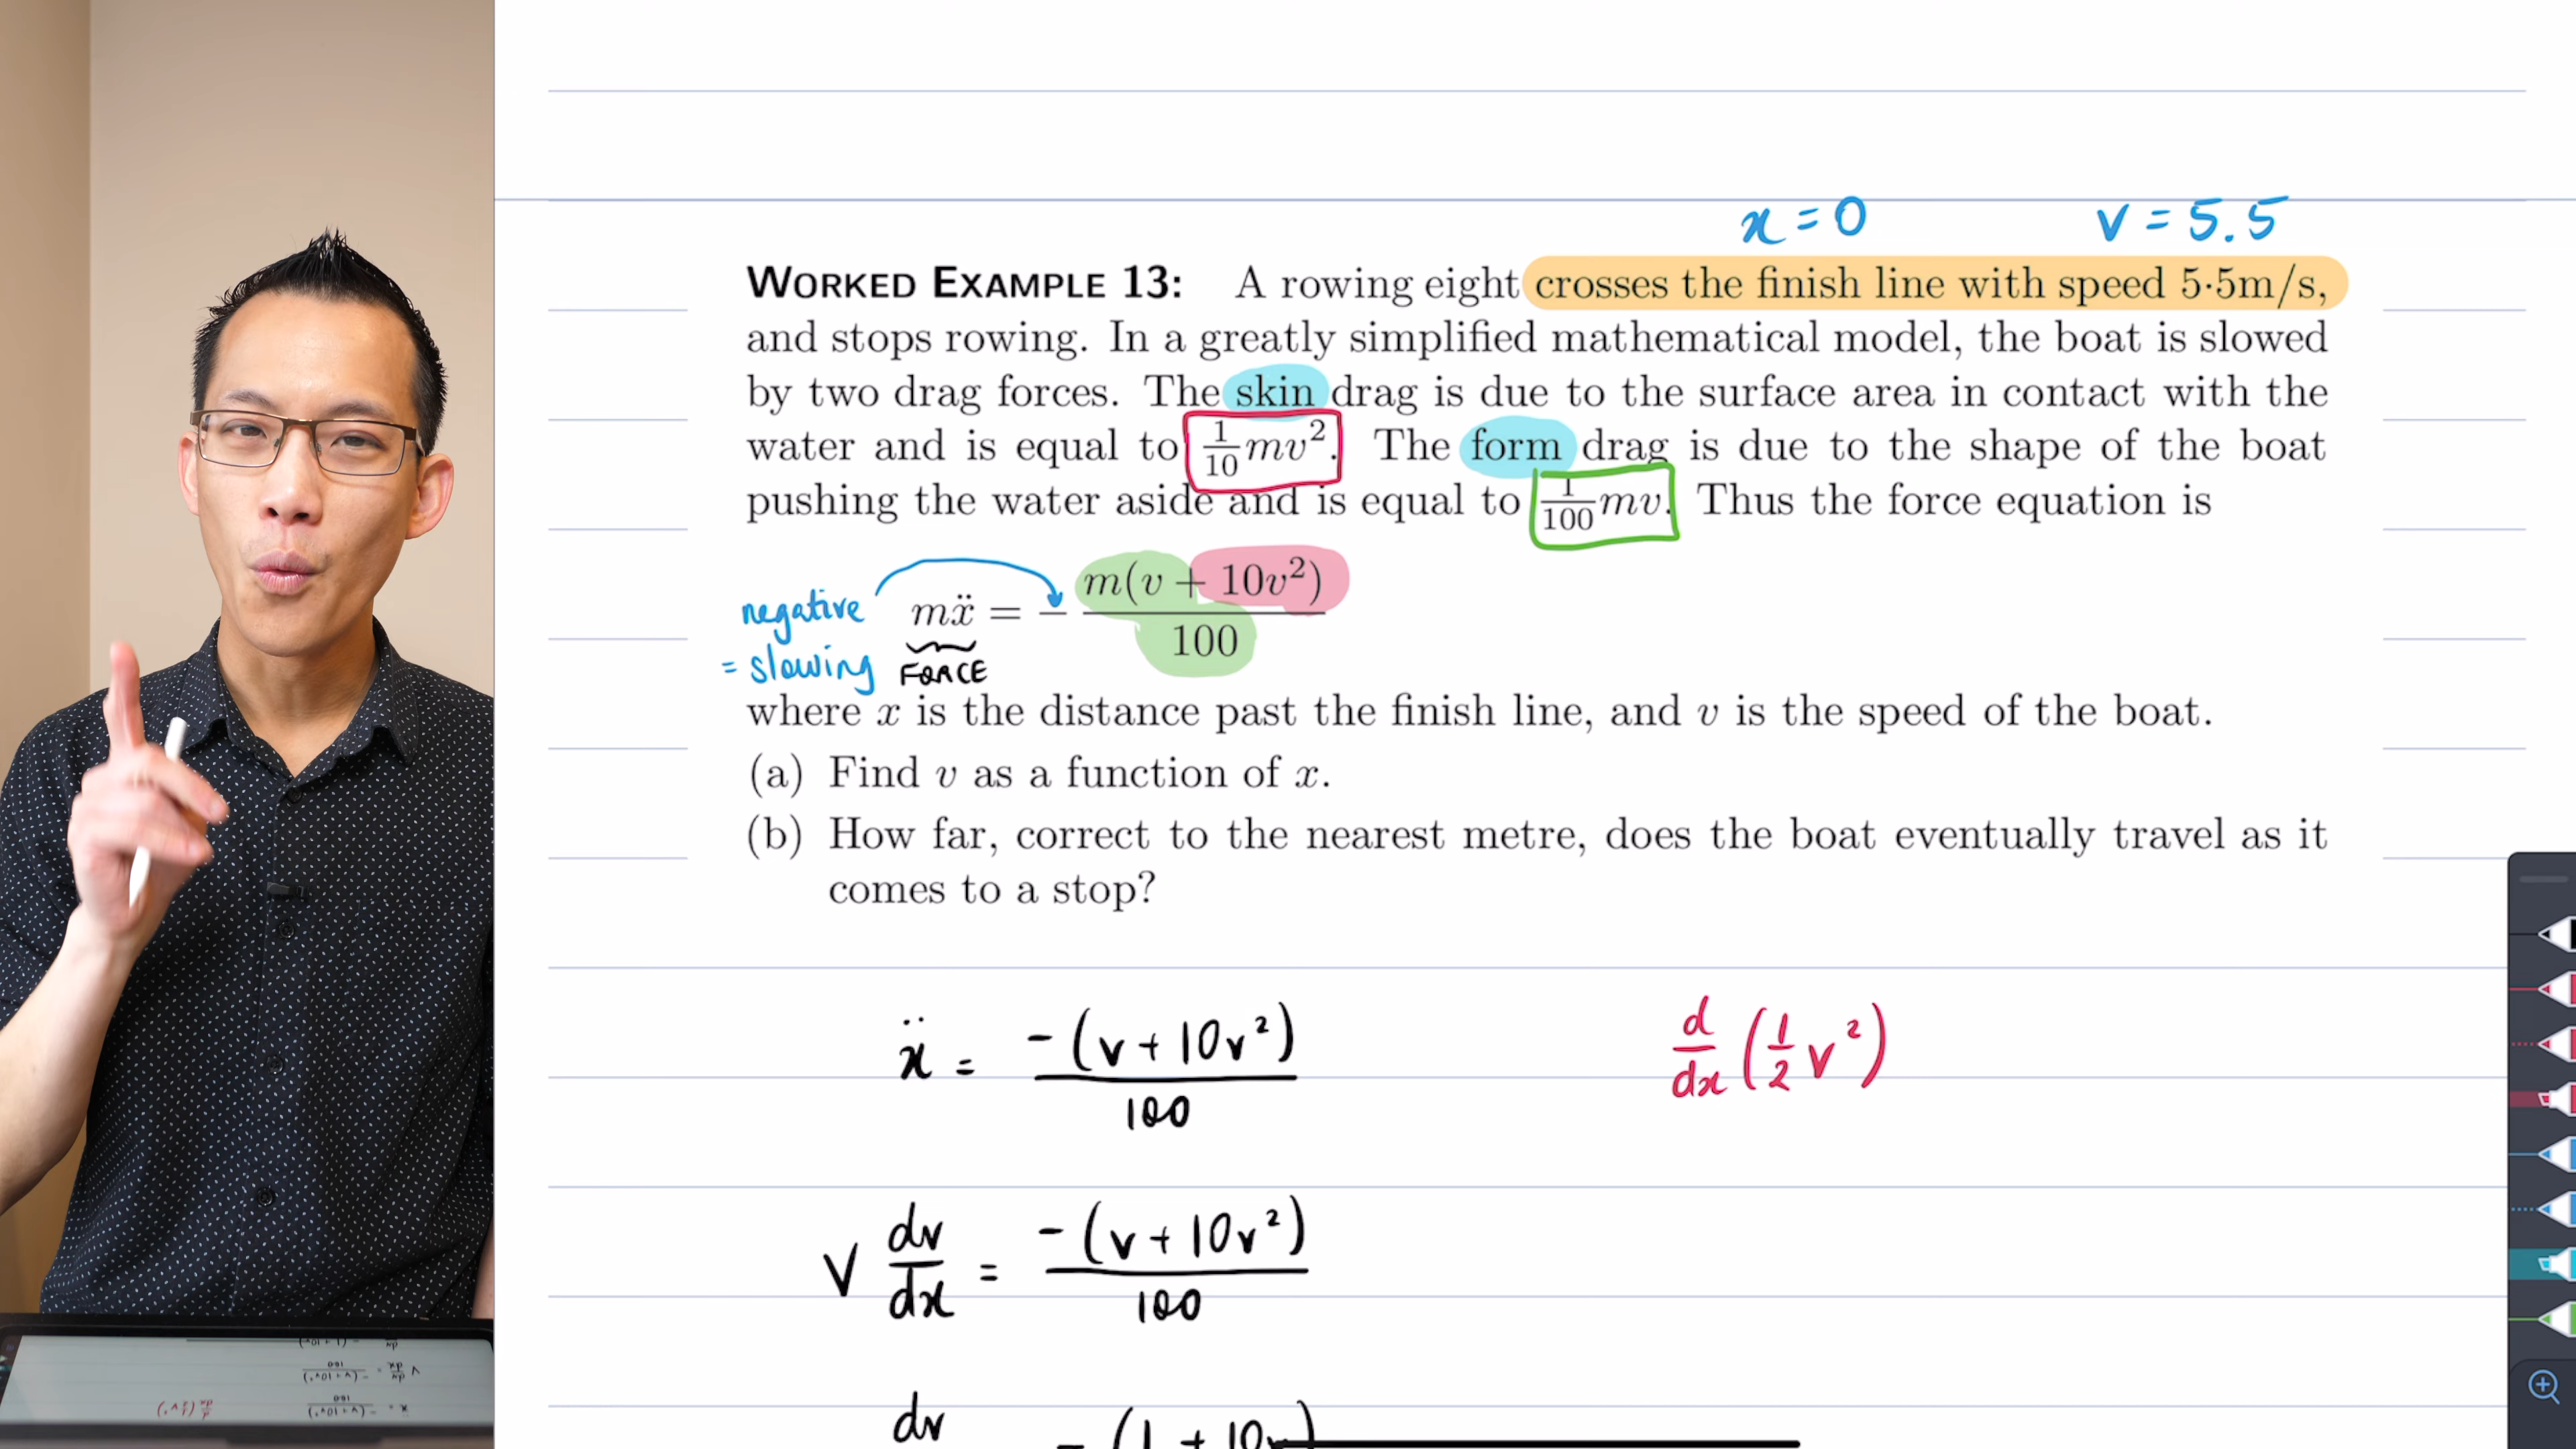 x = 0 v = 5.5
WORKED EXAMPLE 13: A rowing eight crosses the finish line with speed 5·5m/s,
and stops rowing. In a greatly simplified mathematical model, the boat is slowed
by two drag forces. The skin drag is due to the surface area in contact with the
water and is equal to 1/10 mv². The form drag is due to the shape of the boat
pushing the water aside and is equal to 1/100 mv. Thus the force equation is
mẍ = − m(v + 10v²)/100
negative
= slowing FORCE
where x is the distance past the finish line, and v is the speed of the boat.
(a) Find v as a function of x.
(b) How far, correct to the nearest metre, does the boat eventually travel as it
comes to a stop?
ẍ = −(v + 10v²)/100 d/dx (1/2 v²)
v dv/dx = −(v + 10v²)/100
dv − (1 + 10v)